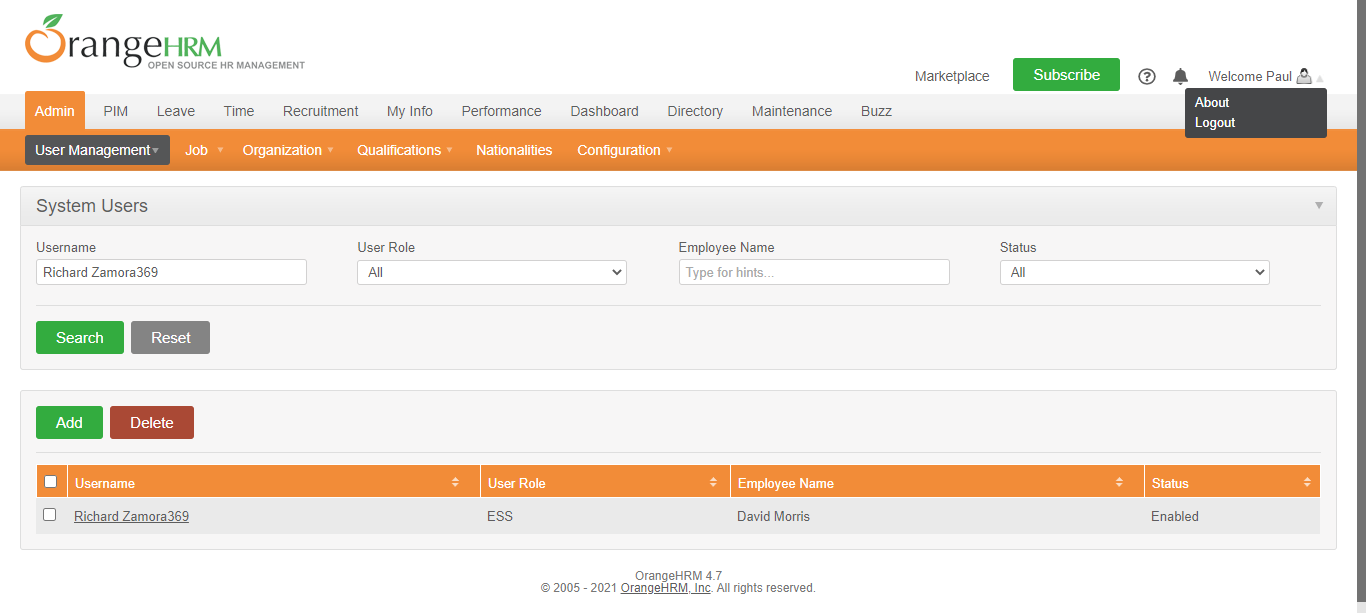 OrangeHRM
OPEN SOURCE HR MANAGEMENT
Marketplace Subscribe Welcome Paul
About
Logout
Admin PIM Leave Time Recruitment My Info Performance Dashboard Directory Maintenance Buzz
User Management Job Organization Qualifications Nationalities Configuration
System Users
Username User Role Employee Name Status
Richard Zamora369 All Type for hints... All
Search Reset
Add Delete
Username User Role Employee Name Status
Richard Zamora369 ESS David Morris Enabled
OrangeHRM 4.7
© 2005 - 2021 OrangeHRM, Inc. All rights reserved.